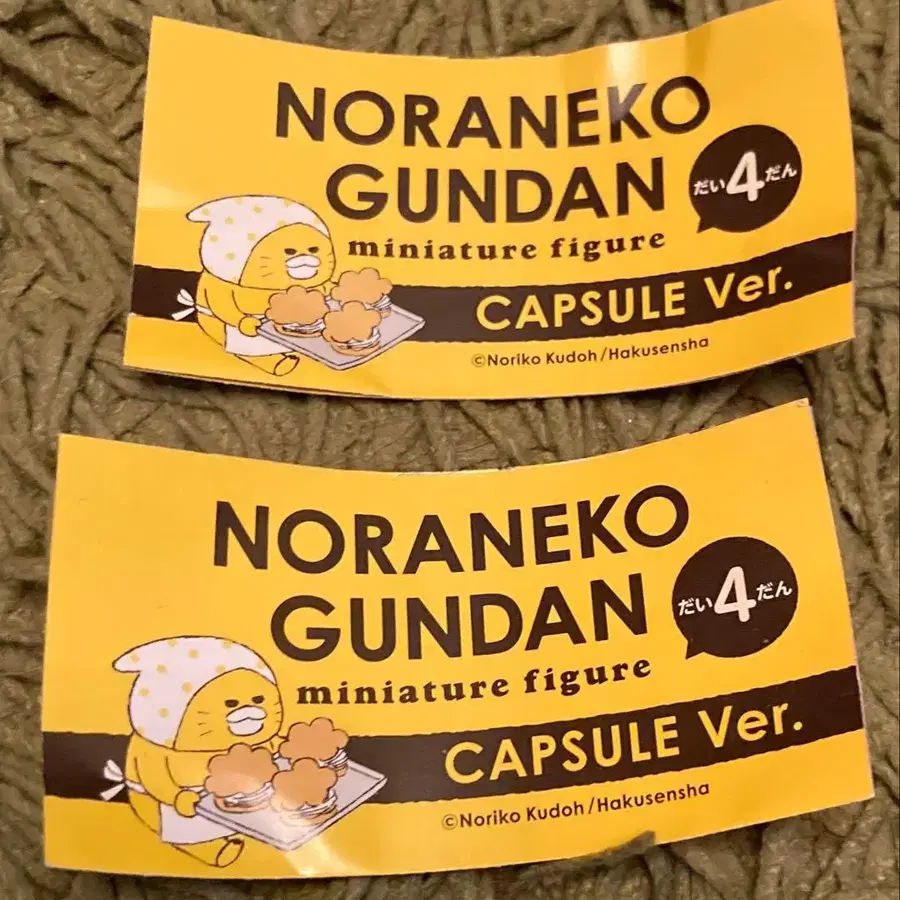 NORANEKO
GUNDAN
だい4だん
miniature figure
CAPSULE Ver.
©Noriko Kudoh/Hakusensha
NORANEKO
GUNDAN
だい4だん
miniature figure
CAPSULE Ver.
©Noriko Kudoh/Hakusensha